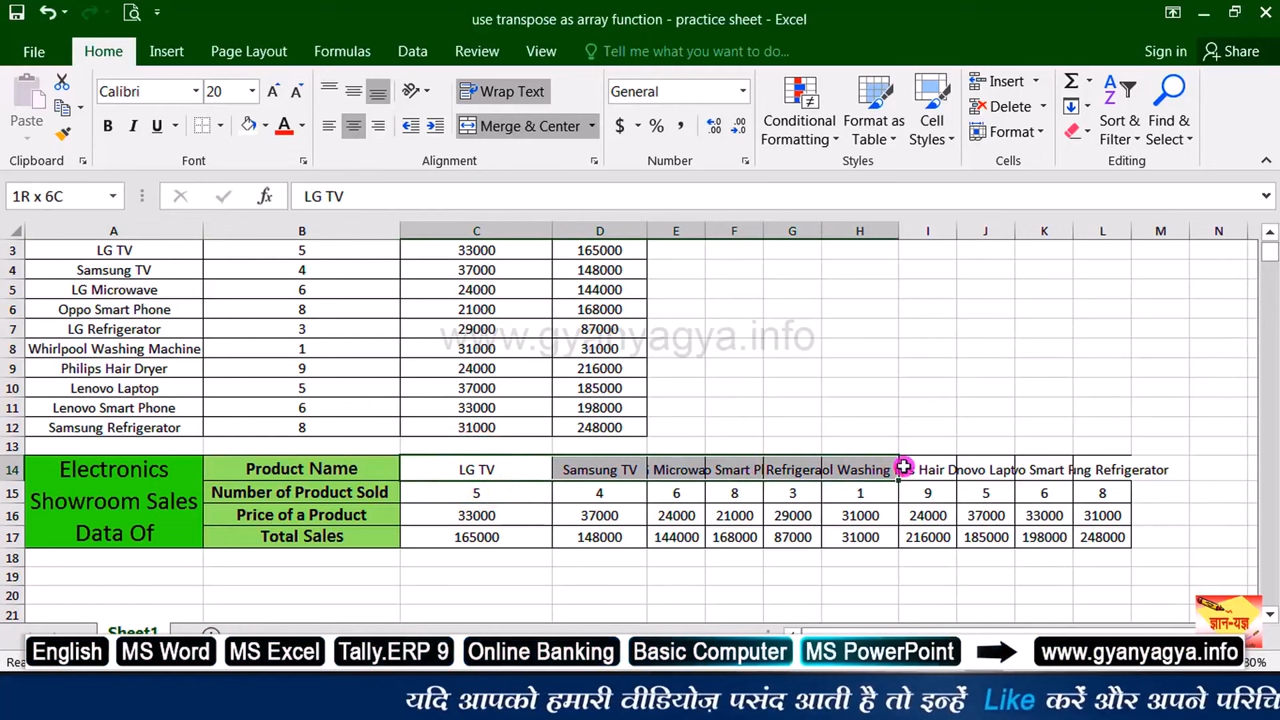 use transpose as array function - practice sheet - Excel
File Home Insert Page Layout Formulas Data Review View Tell me what you want to do... Sign in Share
Paste Calibri 20 Wrap Text General Conditional Formatting Format as Table Cell Styles Insert Sort & Filter Find & Select
B I U Merge & Center $ % , Delete
Format
Clipboard Font Alignment Number Styles Cells Editing
1R x 6C fx LG TV
A B C D E F G H I J K L M N
3 LG TV 5 33000 165000
4 Samsung TV 4 37000 148000
5 LG Microwave 6 24000 144000
6 Oppo Smart Phone 8 21000 168000
7 LG Refrigerator 3 29000 87000
www.gyanyagya.info
8 Whirlpool Washing Machine 1 31000 31000
9 Philips Hair Dryer 9 24000 216000
10 Lenovo Laptop 5 37000 185000
11 Lenovo Smart Phone 6 33000 198000
12 Samsung Refrigerator 8 31000 248000
13
14 Electronics Showroom Sales Data Of Product Name LG TV Samsung TV Microwa o Smart P Refrigera ol Washing s Hair D novo Lapt o Smart F ng Refrigerator
15 Number of Product Sold 5 4 6 8 3 1 9 5 6 8
16 Price of a Product 33000 37000 24000 21000 29000 31000 24000 37000 33000 31000
17 Total Sales 165000 148000 144000 168000 87000 31000 216000 185000 198000 248000
18
19
20
21
ज्ञान-यज्ञ
Sheet1
English MS Word MS Excel Tally.ERP 9 Online Banking Basic Computer MS PowerPoint www.gyanyagya.info
यदि आपको हमारी वीडियोज़ पसंद आती है तो इन्हें Like करें और अपने परिचि